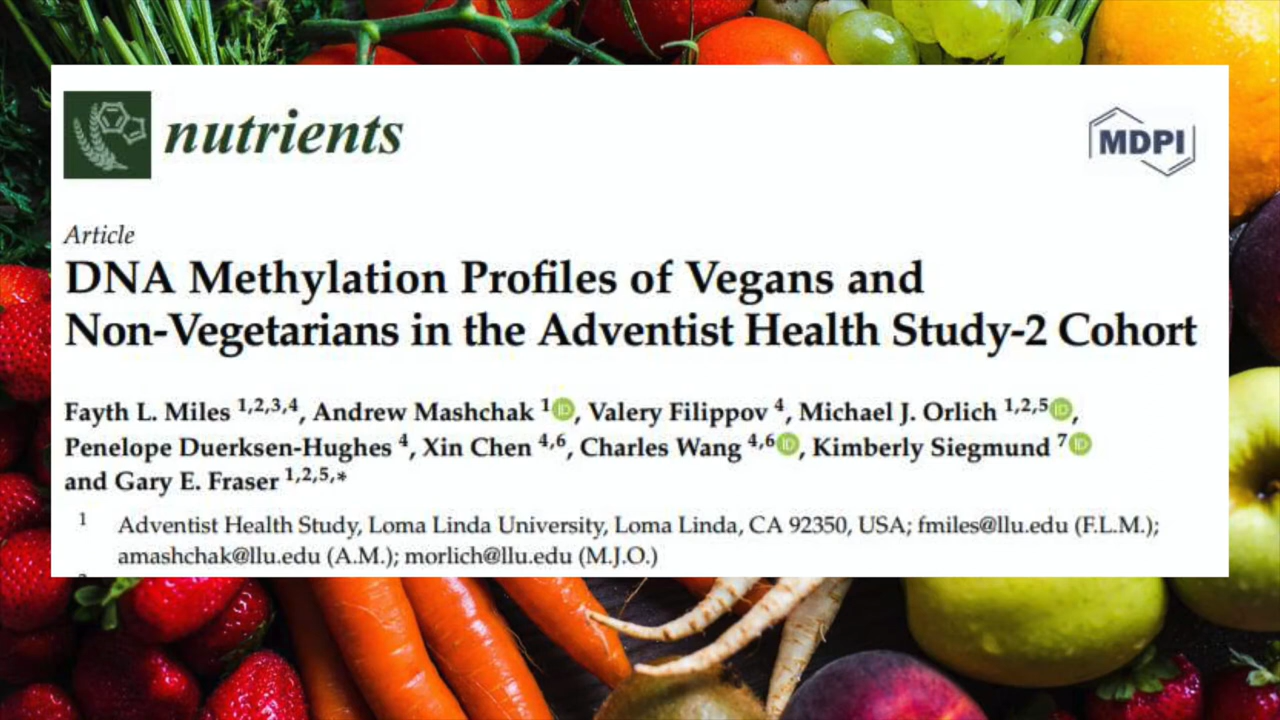 nutrients
MDPI
Article
DNA Methylation Profiles of Vegans and
Non-Vegetarians in the Adventist Health Study-2 Cohort
Fayth L. Miles 1,2,3,4, Andrew Mashchak 1 iD, Valery Filippov 4, Michael J. Orlich 1,2,5 iD,
Penelope Duerksen-Hughes 4, Xin Chen 4,6, Charles Wang 4,6 iD, Kimberly Siegmund 7 iD
and Gary E. Fraser 1,2,5,*
1 Adventist Health Study, Loma Linda University, Loma Linda, CA 92350, USA; fmiles@llu.edu (F.L.M.);
amashchak@llu.edu (A.M.); morlich@llu.edu (M.J.O.)